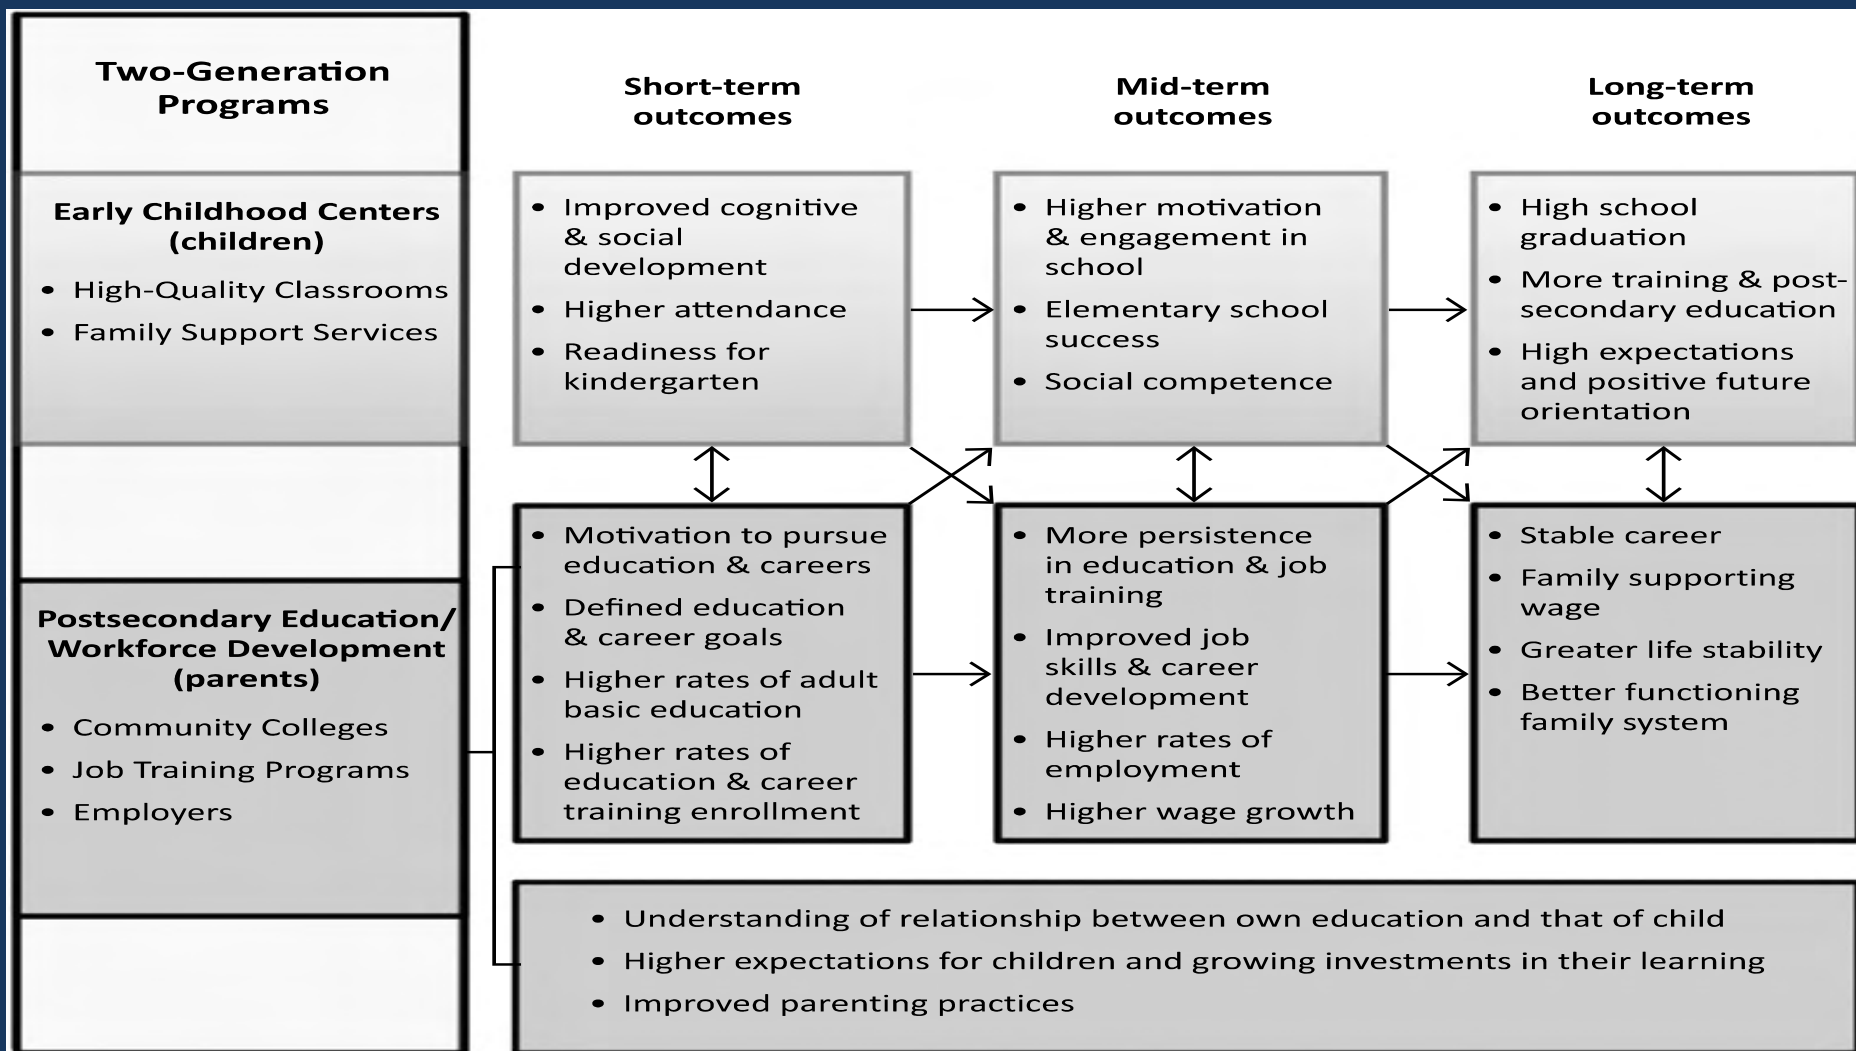 Two-Generation
Programs
Short-term
outcomes
Mid-term
outcomes
Long-term
outcomes
Early Childhood Centers
(children)
• High-Quality Classrooms
• Family Support Services
• Improved cognitive
& social
development
• Higher attendance
• Readiness for
kindergarten
• Higher motivation
& engagement in
school
• Elementary school
success
• Social competence
• High school
graduation
• More training & post-
secondary education
• High expectations
and positive future
orientation
Postsecondary Education/
Workforce Development
(parents)
• Community Colleges
• Job Training Programs
• Employers
• Motivation to pursue
education & careers
• Defined education
& career goals
• Higher rates of adult
basic education
• Higher rates of
education & career
training enrollment
• More persistence
in education & job
training
• Improved job
skills & career
development
• Higher rates of
employment
• Higher wage growth
• Stable career
• Family supporting
wage
• Greater life stability
• Better functioning
family system
• Understanding of relationship between own education and that of child
• Higher expectations for children and growing investments in their learning
• Improved parenting practices